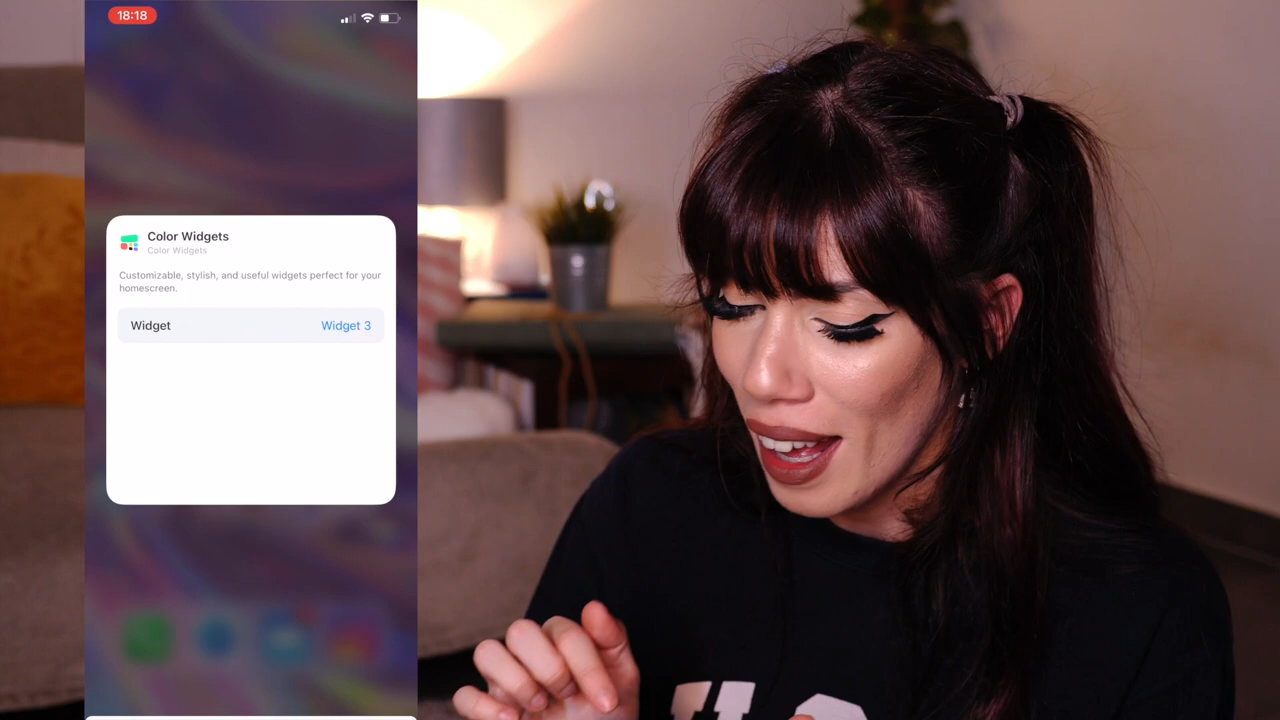 18:18
Color Widgets
Color Widgets
Customizable, stylish, and useful widgets perfect for your
homescreen.
Widget
Widget 3